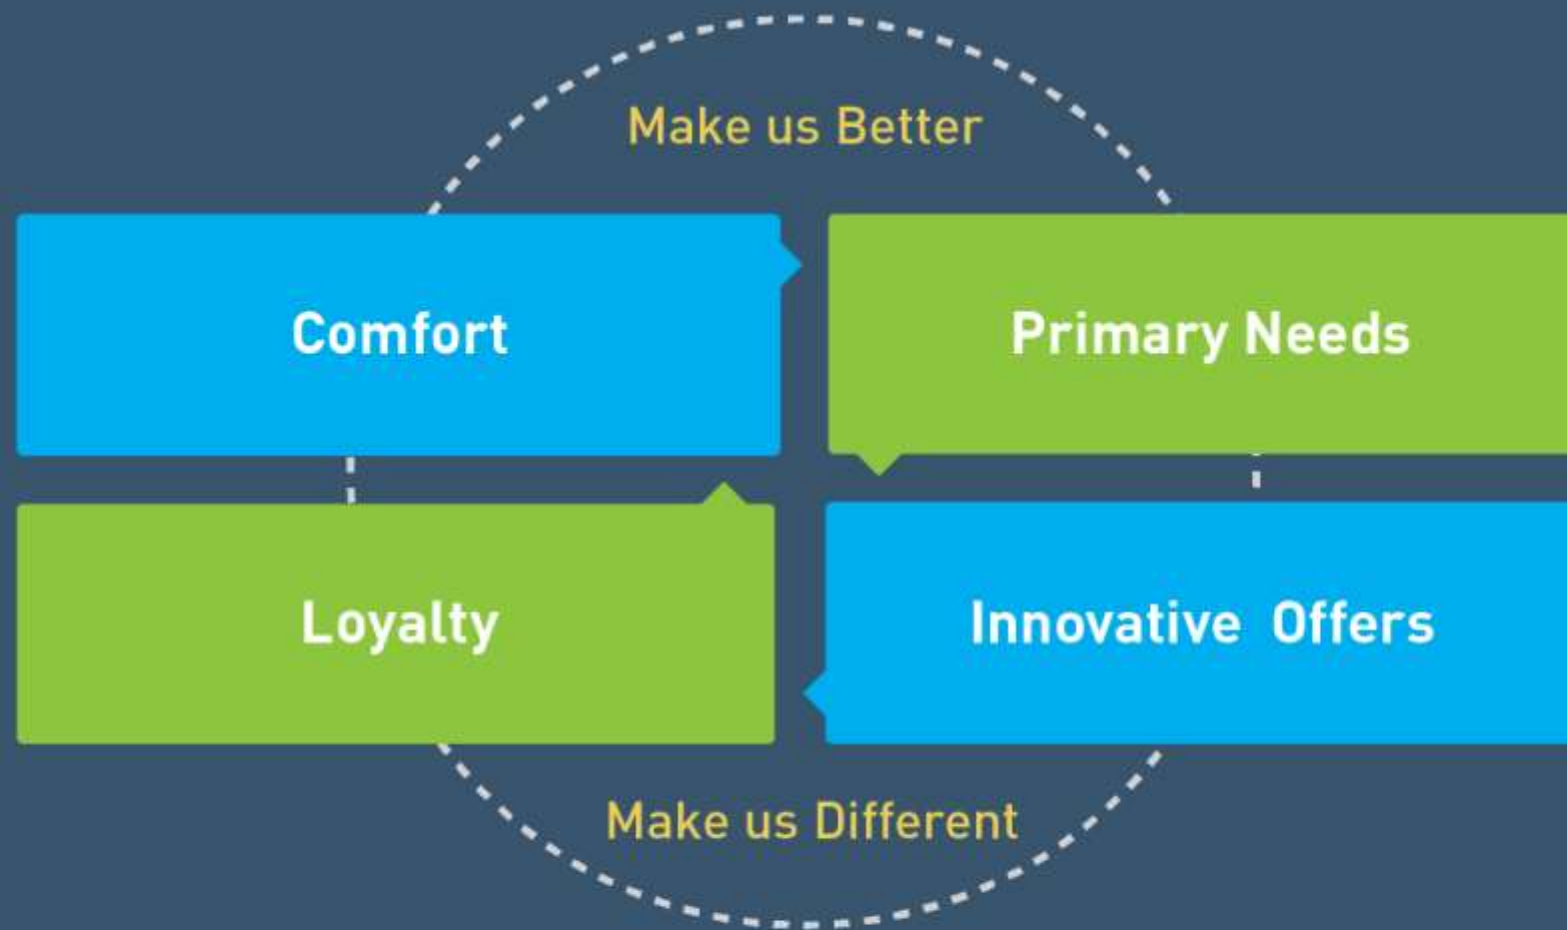 Make us Better
Comfort
Primary Needs
Loyalty
Innovative Offers
Make us Different